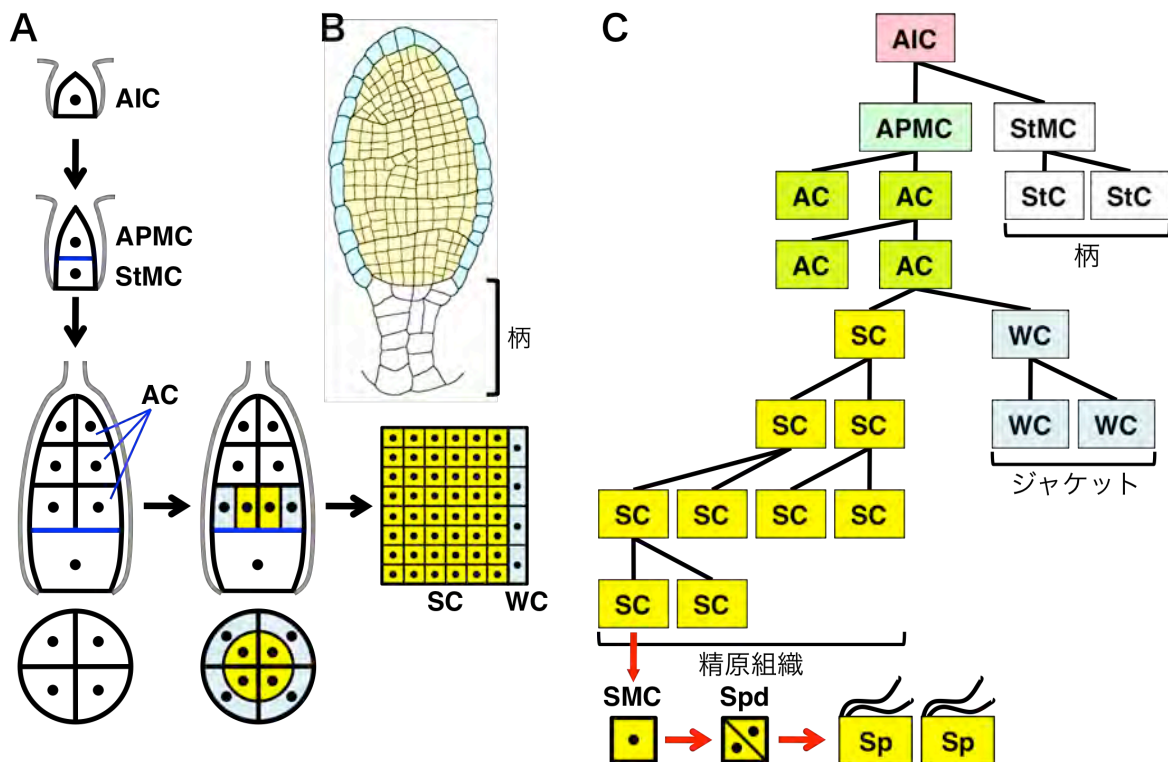 A
AIC
APMC
StMC
AC
B
柄
SC WC
C
AIC
APMC StMC
AC AC StC StC
柄
AC AC
SC WC
SC SC WC WC
ジャケット
SC SC SC SC
SC SC
精原組織
SMC Spd
Sp Sp